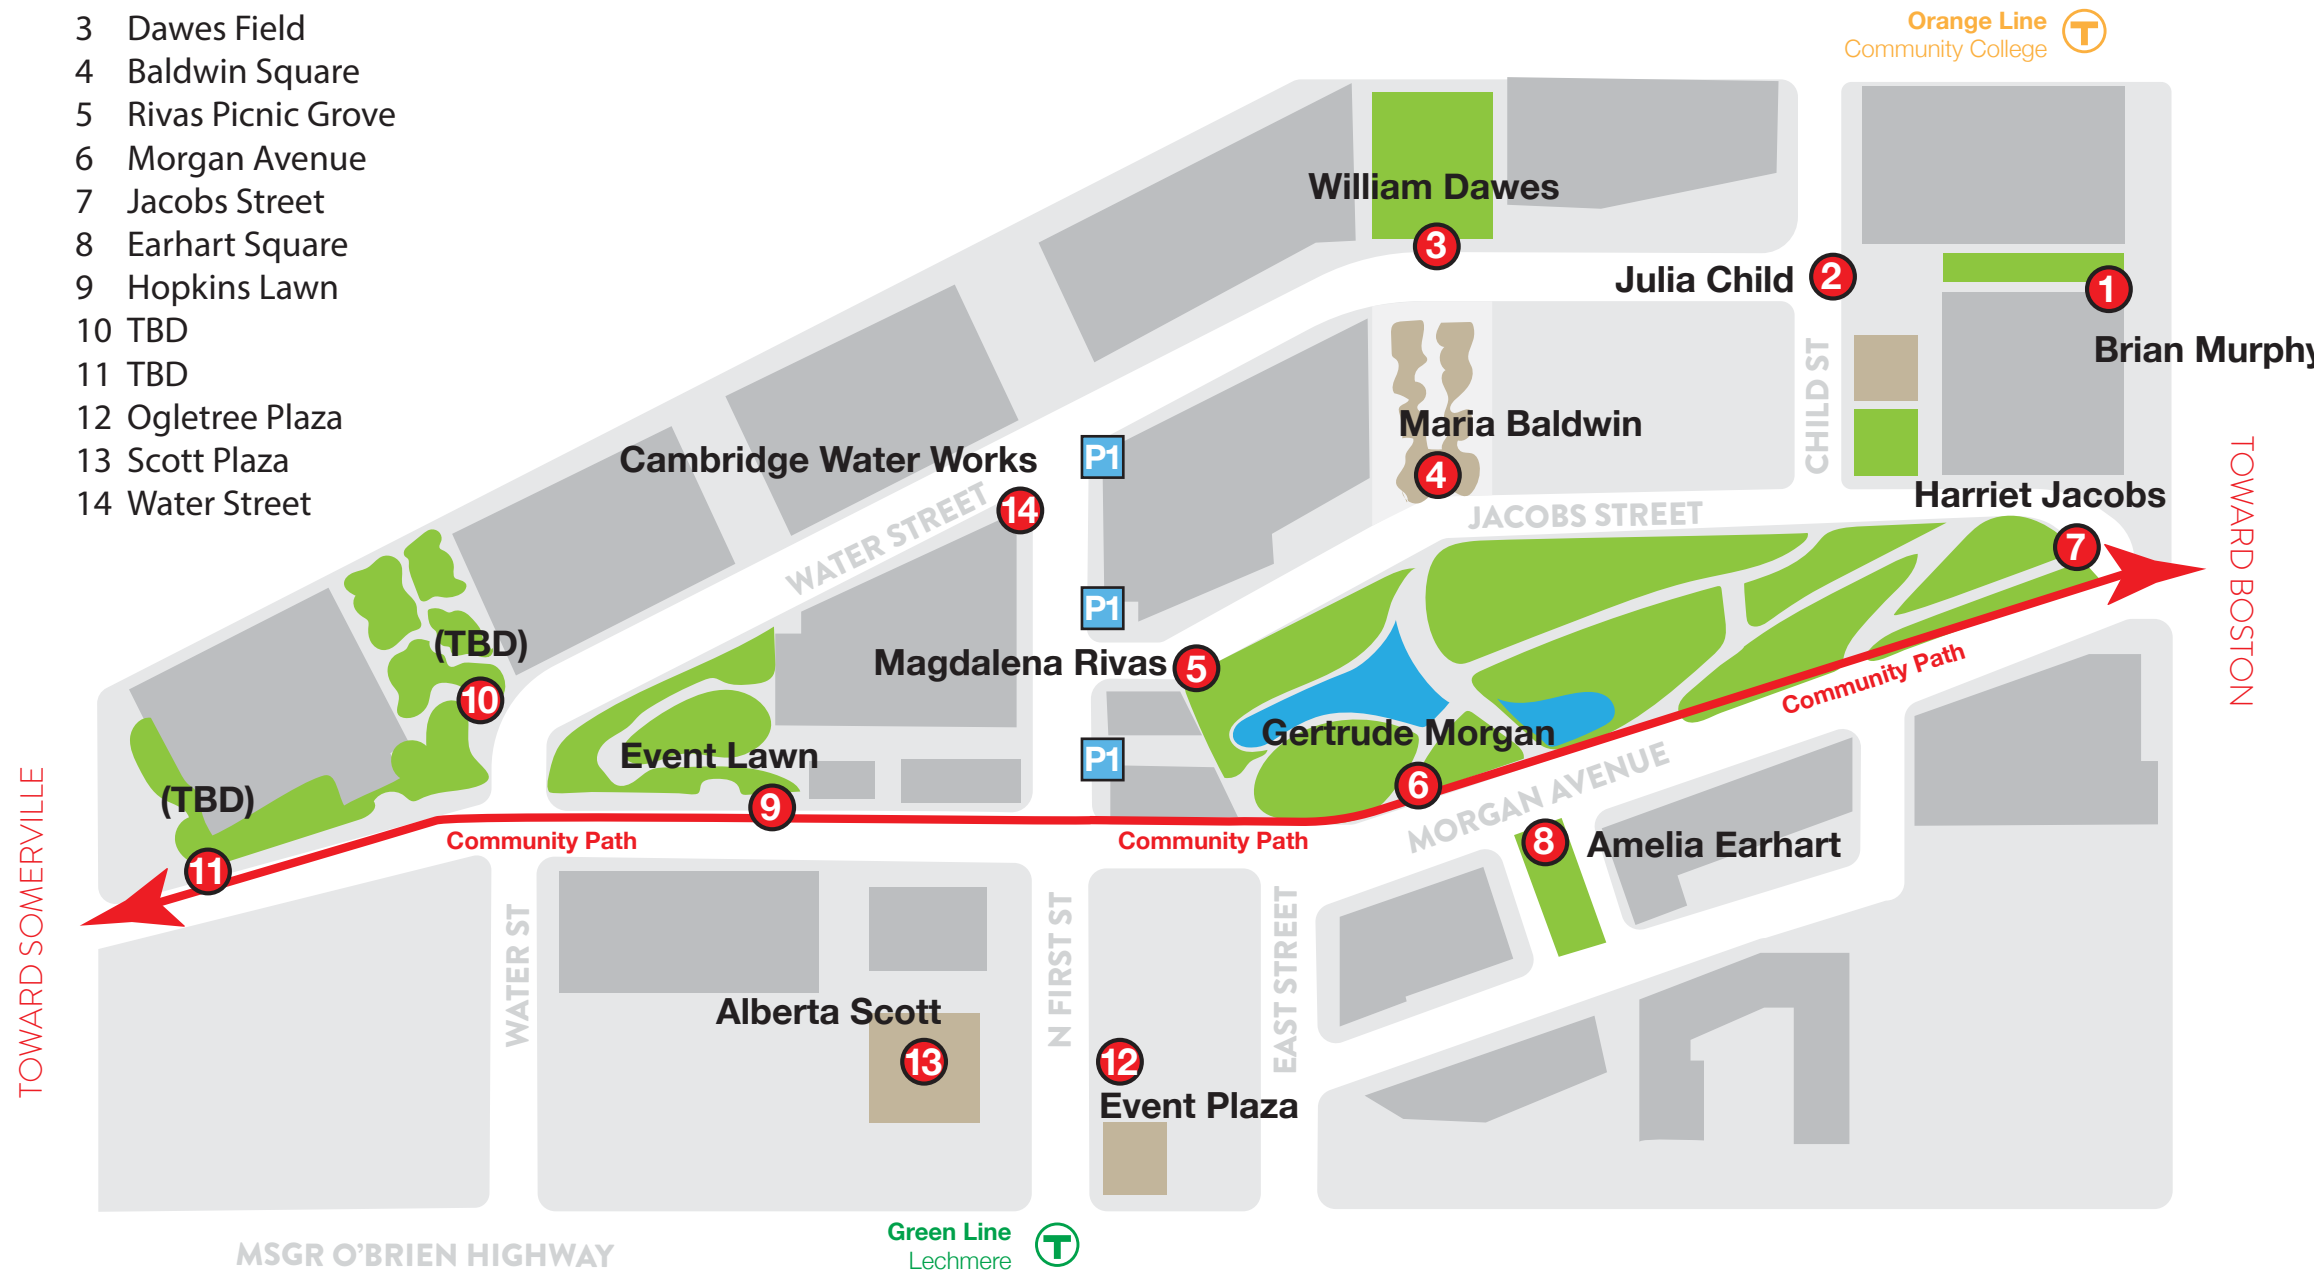 3 Dawes Field
4 Baldwin Square
5 Rivas Picnic Grove
6 Morgan Avenue
7 Jacobs Street
8 Earhart Square
9 Hopkins Lawn
10 TBD
11 TBD
12 Ogletree Plaza
13 Scott Plaza
14 Water Street
Orange Line
Community College
T
William Dawes
3
Julia Child
2
1
Brian Murphy
CHILD ST
Maria Baldwin
4
Cambridge Water Works
P1
14
WATER STREET
JACOBS STREET
Harriet Jacobs
7
TOWARD BOSTON
P1
(TBD)
10
Magdalena Rivas
5
Community Path
Gertrude Morgan
6
Event Lawn
9
P1
MORGAN AVENUE
(TBD)
11
Community Path
Community Path
8
Amelia Earhart
TOWARD SOMERVILLE
WATER ST
N FIRST ST
EAST STREET
Alberta Scott
13
12
Event Plaza
Green Line
Lechmere
T
MSGR O'BRIEN HIGHWAY